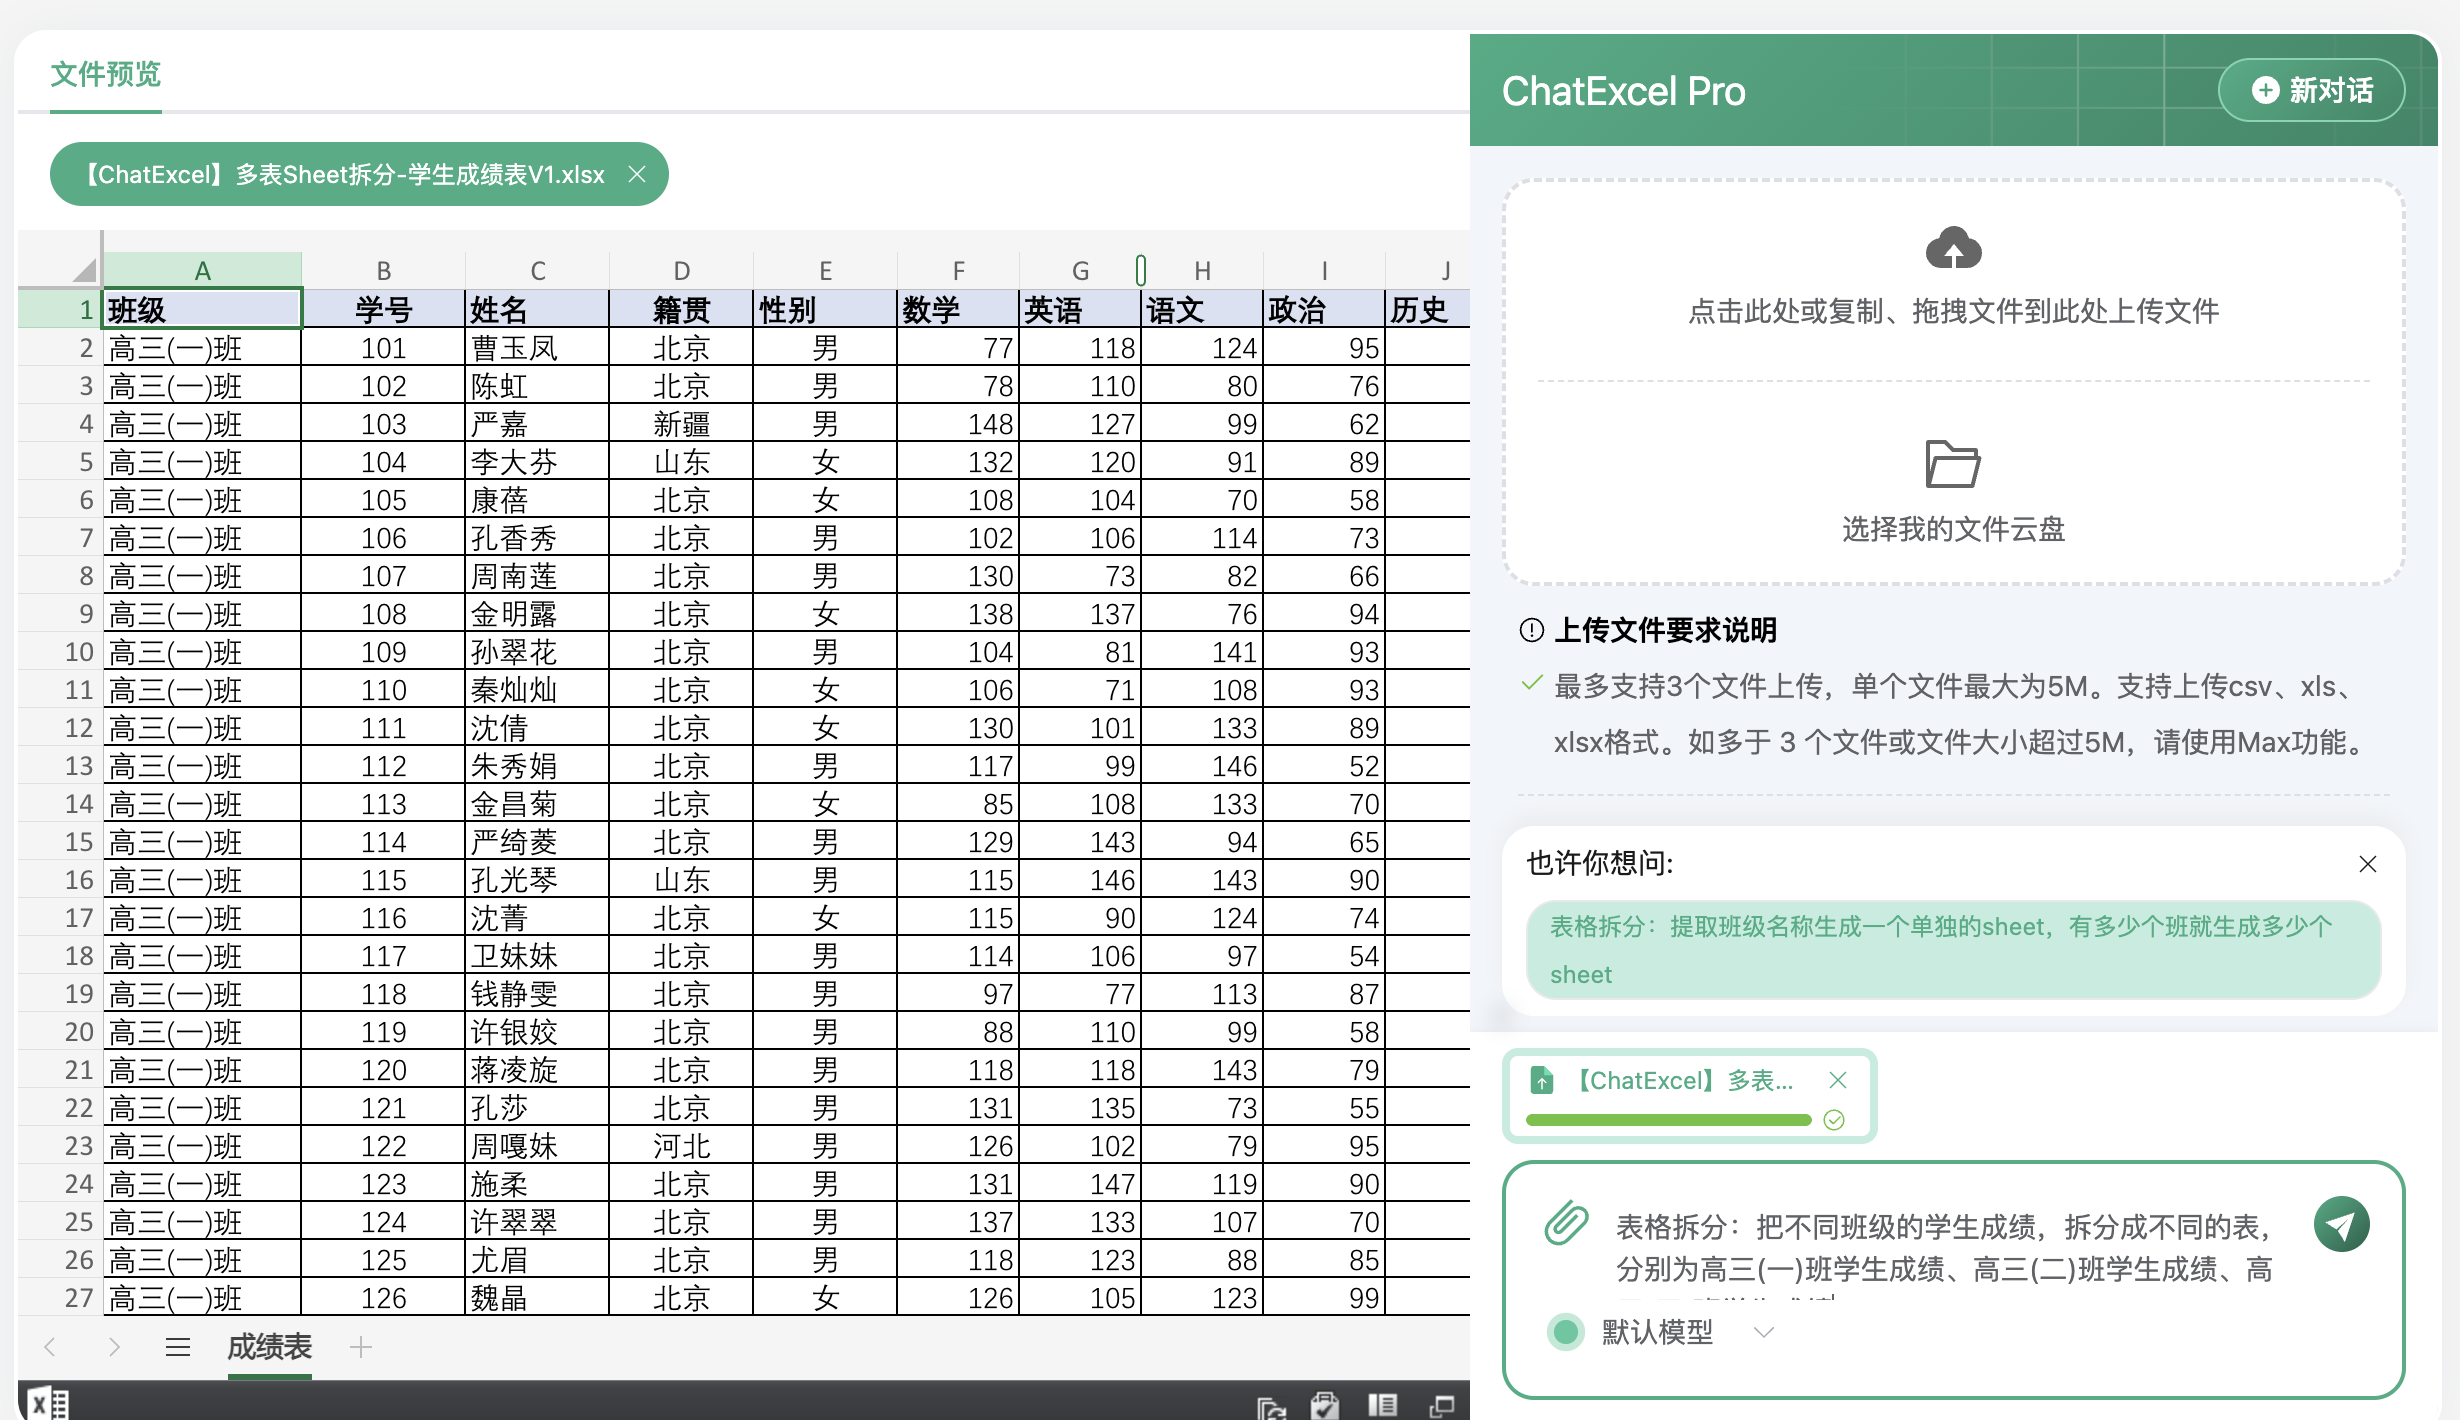 文件预览
【ChatExcel】多表Sheet拆分-学生成绩表V1.xlsx
A B C D E F G H I J
1 班级 学号 姓名 籍贯 性别 数学 英语 语文 政治 历史
2 高三(一)班 101 曹玉凤 北京 男 77 118 124 95
3 高三(一)班 102 陈虹 北京 男 78 110 80 76
4 高三(一)班 103 严嘉 新疆 男 148 127 99 62
5 高三(一)班 104 李大芬 山东 女 132 120 91 89
6 高三(一)班 105 康蓓 北京 女 108 104 70 58
7 高三(一)班 106 孔香秀 北京 男 102 106 114 73
8 高三(一)班 107 周南莲 北京 男 130 73 82 66
9 高三(一)班 108 金明露 北京 女 138 137 76 94
10 高三(一)班 109 孙翠花 北京 男 104 81 141 93
11 高三(一)班 110 秦灿灿 北京 女 106 71 108 93
12 高三(一)班 111 沈倩 北京 女 130 101 133 89
13 高三(一)班 112 朱秀娟 北京 男 117 99 146 52
14 高三(一)班 113 金昌菊 北京 女 85 108 133 70
15 高三(一)班 114 严绮菱 北京 男 129 143 94 65
16 高三(一)班 115 孔光琴 山东 男 115 146 143 90
17 高三(一)班 116 沈菁 北京 女 115 90 124 74
18 高三(一)班 117 卫妹妹 北京 男 114 106 97 54
19 高三(一)班 118 钱静雯 北京 男 97 77 113 87
20 高三(一)班 119 许银姣 北京 男 88 110 99 58
21 高三(一)班 120 蒋凌旋 北京 男 118 118 143 79
22 高三(一)班 121 孔莎 北京 男 131 135 73 55
23 高三(一)班 122 周嘎妹 河北 男 126 102 79 95
24 高三(一)班 123 施柔 北京 男 131 147 119 90
25 高三(一)班 124 许翠翠 北京 男 137 133 107 70
26 高三(一)班 125 尤眉 北京 男 118 123 88 85
27 高三(一)班 126 魏晶 北京 女 126 105 123 99
成绩表
ChatExcel Pro
新对话
点击此处或复制、拖拽文件到此处上传文件
选择我的文件云盘
上传文件要求说明
最多支持3个文件上传，单个文件最大为5M。支持上传csv、xls、
xlsx格式。如多于 3 个文件或文件大小超过5M，请使用Max功能。
也许你想问:
表格拆分：提取班级名称生成一个单独的sheet，有多少个班就生成多少个
sheet
【ChatExcel】多表...
表格拆分：把不同班级的学生成绩，拆分成不同的表，
分别为高三(一)班学生成绩、高三(二)班学生成绩、高
默认模型